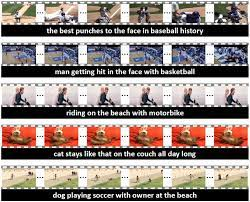 the best punches to the face in baseball history
man getting hit in the face with basketball
riding on the beach with motorbike
cat stays like that on the couch all day long
dog playing soccer with owner at the beach